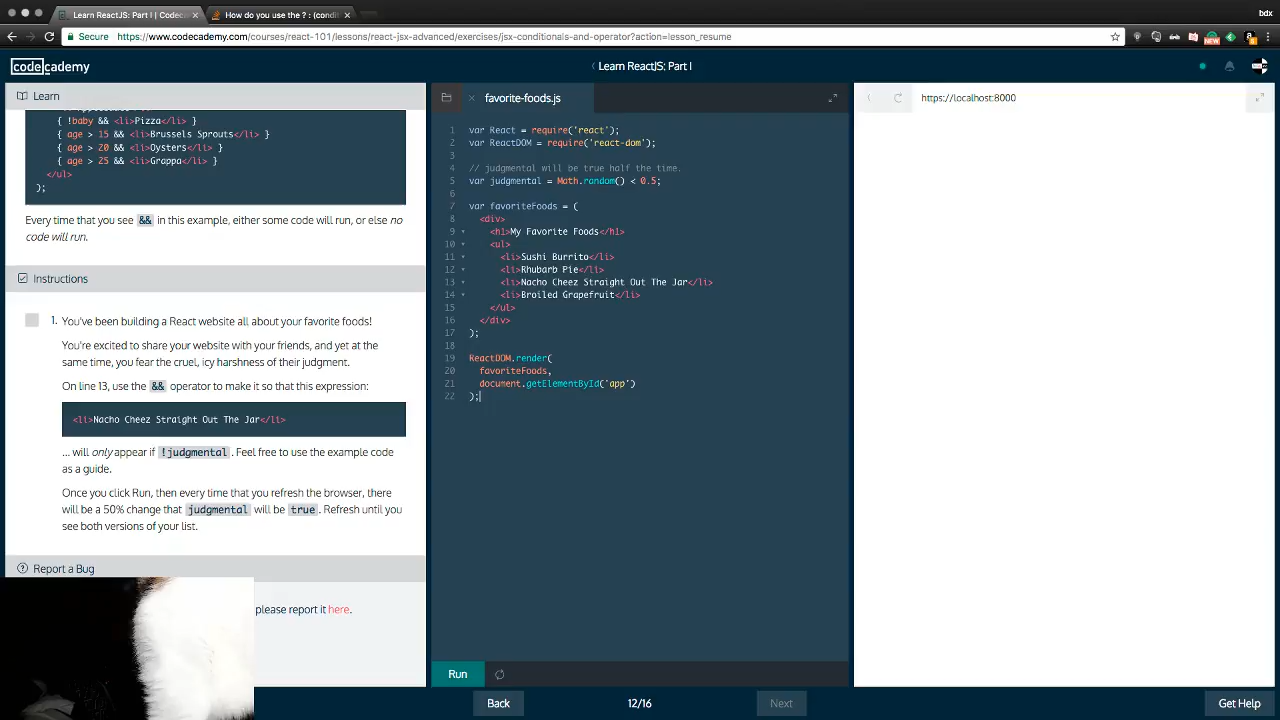 Learn ReactJS: Part I | Codec
How do you use the ? : (condit
bdx
Secure
https://www.codecademy.com/courses/react-101/lessons/react-jsx-advanced/exercises/jsx-conditionals-and-operator?action=lesson_resume
NEW
codecademy
Learn ReactJS: Part I
Learn
{ !baby && <li>Pizza</li> }
{ age > 15 && <li>Brussels Sprouts</li> }
{ age > 20 && <li>Oysters</li> }
{ age > 25 && <li>Grappa</li> }
</ul>
);
Every time that you see && in this example, either some code will run, or else no
code will run.
Instructions
1. You've been building a React website all about your favorite foods!
You're excited to share your website with your friends, and yet at the
same time, you fear the cruel, icy harshness of their judgment.
On line 13, use the && operator to make it so that this expression:
<li>Nacho Cheez Straight Out The Jar</li>
... will only appear if !judgmental. Feel free to use the example code
as a guide.
Once you click Run, then every time that you refresh the browser, there
will be a 50% change that judgmental will be true. Refresh until you
see both versions of your list.
Report a Bug
please report it here.
favorite-foods.js
1 var React = require('react');
2 var ReactDOM = require('react-dom');
3
4 // judgmental will be true half the time.
5 var judgmental = Math.random() < 0.5;
6
7 var favoriteFoods = (
8 <div>
9 <h1>My Favorite Foods</h1>
10 <ul>
11 <li>Sushi Burrito</li>
12 <li>Rhubarb Pie</li>
13 <li>Nacho Cheez Straight Out The Jar</li>
14 <li>Broiled Grapefruit</li>
15 </ul>
16 </div>
17 );
18
19 ReactDOM.render(
20 favoriteFoods,
21 document.getElementById('app')
22 );
Run
https://localhost:8000
Back
12/16
Next
Get Help